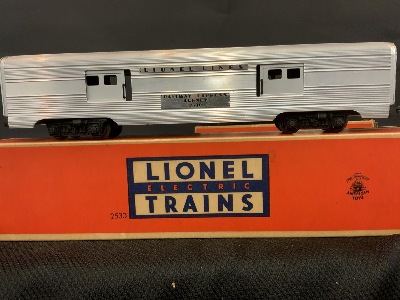 LIONEL LINES
RAILWAY EXPRESS
AGENCY
LIONEL
ELECTRIC
TRAINS
2530